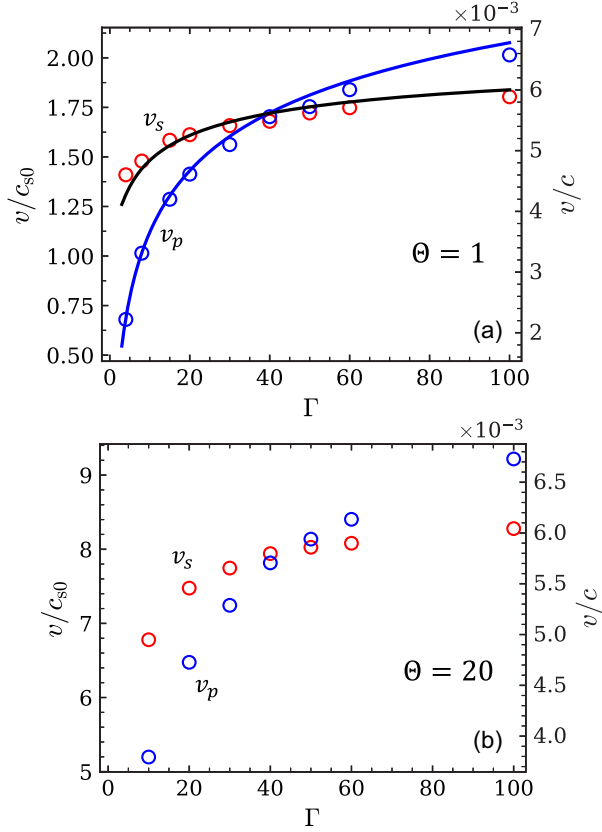 ×10⁻³
2.00
1.75
1.50
1.25
1.00
0.75
0.50
v/c_s0
7
6
5
4
3
2
v/c
v_s
v_p
Θ = 1
(a)
0 20 40 60 80 100
Γ
×10⁻³
9
8
7
6
5
v/c_s0
6.5
6.0
5.5
5.0
4.5
4.0
v/c
v_s
v_p
Θ = 20
(b)
0 20 40 60 80 100
Γ